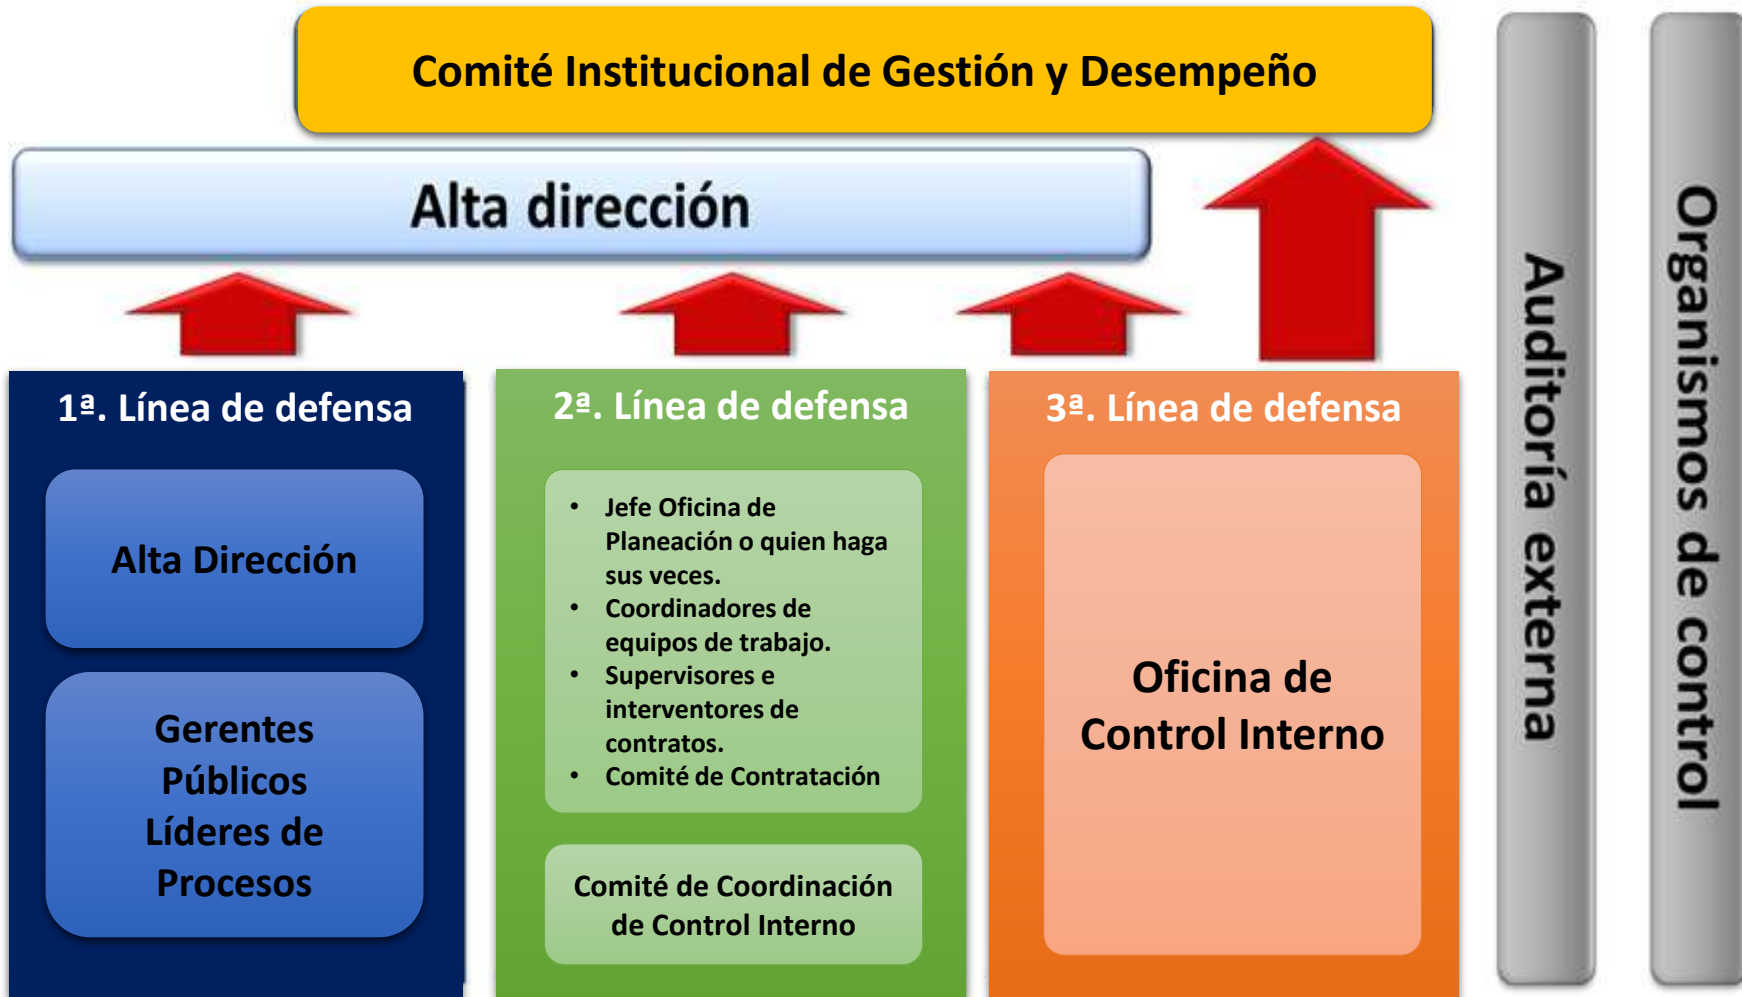 Comité Institucional de Gestión y Desempeño
Alta dirección
1ª. Línea de defensa
Alta Dirección
Gerentes
Públicos
Líderes de
Procesos
2ª. Línea de defensa
• Jefe Oficina de
Planeación o quien haga
sus veces.
• Coordinadores de
equipos de trabajo.
• Supervisores e
interventores de
contratos.
• Comité de Contratación
Comité de Coordinación
de Control Interno
3ª. Línea de defensa
Oficina de
Control Interno
Auditoría externa
Organismos de control